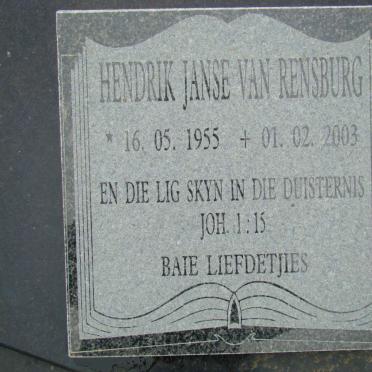 HENDRIK JANSE VAN RENSBURG
* 16. 05. 1955 + 01. 02. 2003
EN DIE LIG SKYN IN DIE DUISTERNIS
JOH. 1:15
BAIE LIEFDETJIES